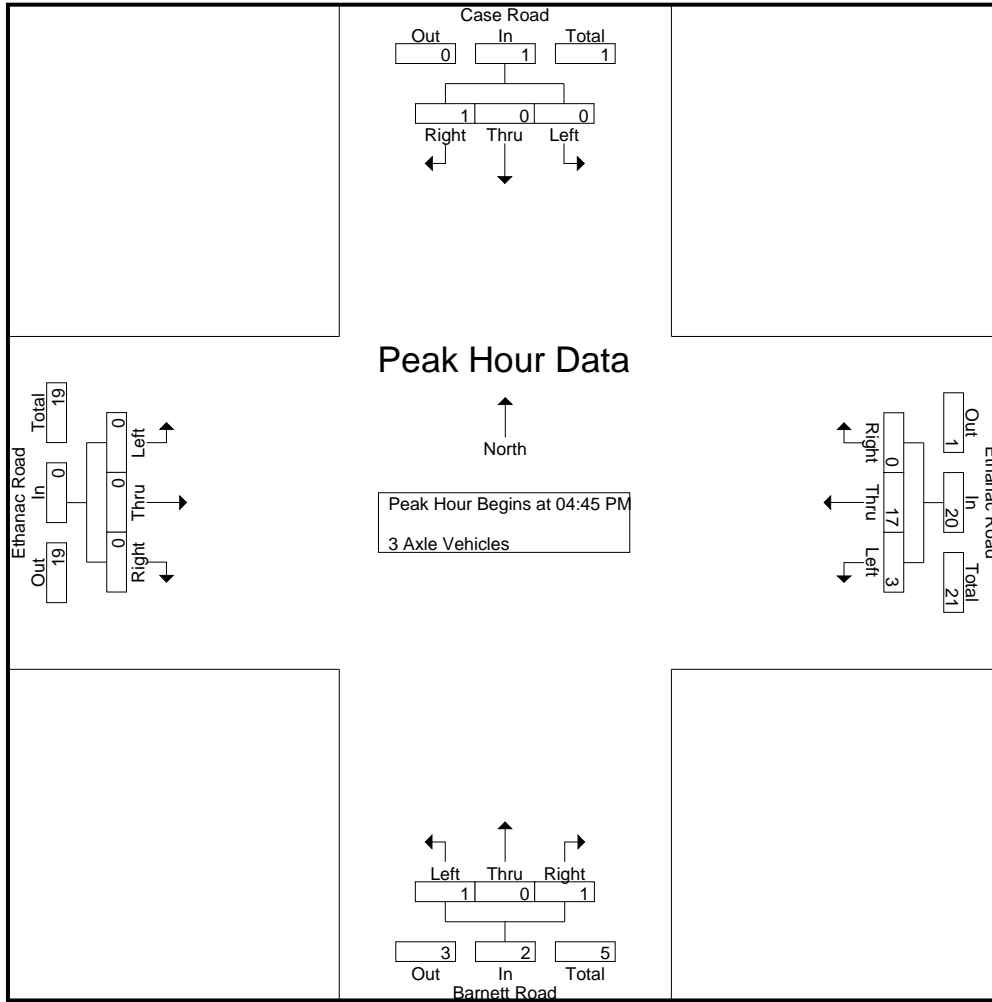 Case Road
Out In Total
0 1 1
1 0 0
Right Thru Left
Peak Hour Data
North
Peak Hour Begins at 04:45 PM
3 Axle Vehicles
Ethanac Road
Total In Out
19 0 19
0 0 0
Left Thru Right
Ethanac Road
Out In Total
1 20 21
0 17 3
Right Thru Left
Left Thru Right
1 0 1
3 2 5
Out In Total
Barnett Road